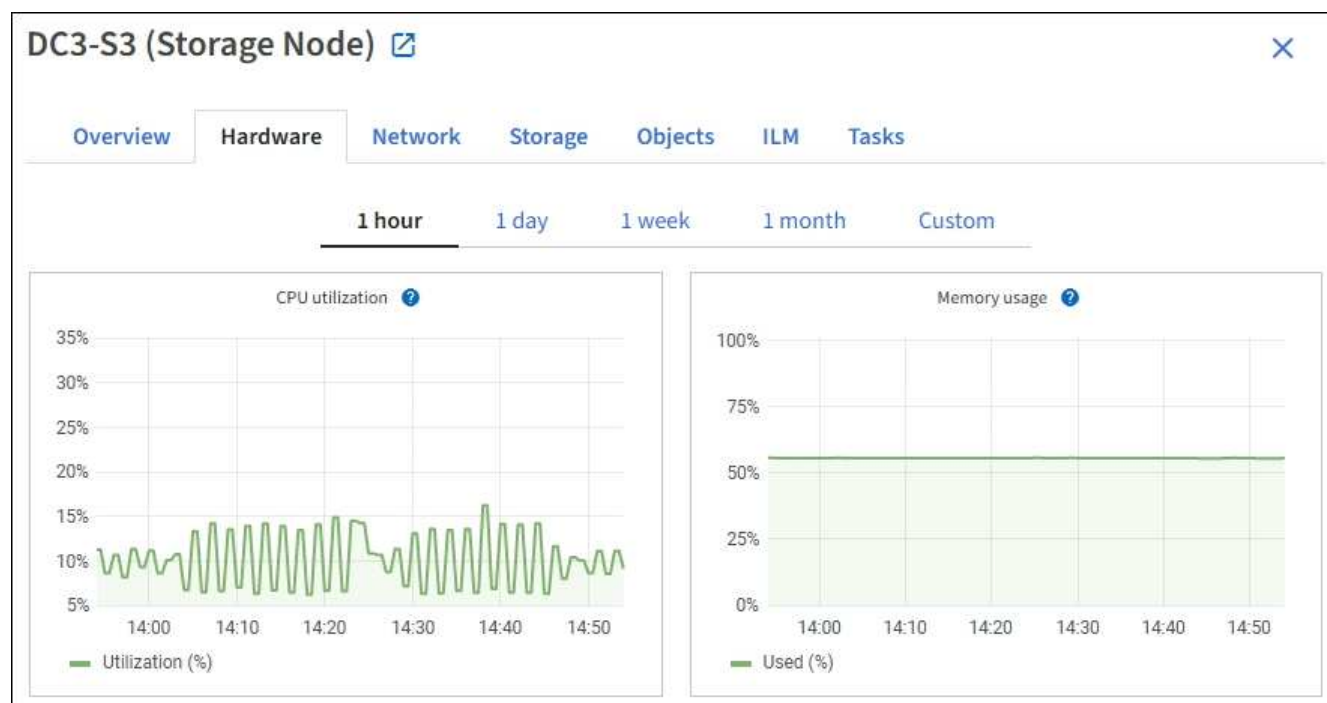 DC3-S3 (Storage Node)
Overview Hardware Network Storage Objects ILM Tasks
1 hour 1 day 1 week 1 month Custom
CPU utilization
35%
30%
25%
20%
15%
10%
5%
14:00 14:10 14:20 14:30 14:40 14:50
Utilization (%)
Memory usage
100%
75%
50%
25%
0%
14:00 14:10 14:20 14:30 14:40 14:50
Used (%)